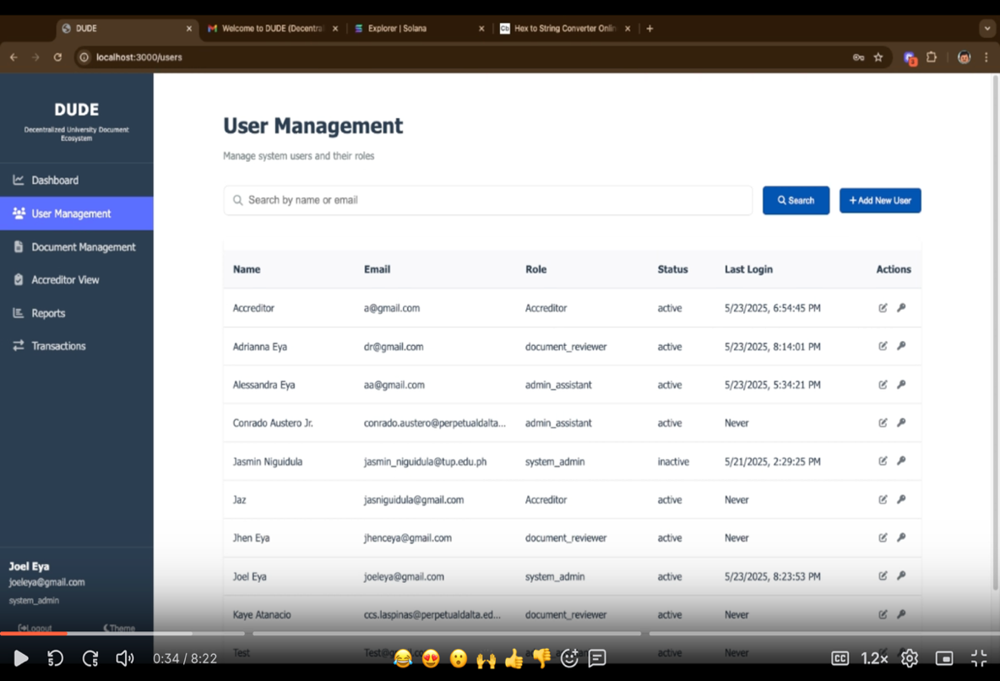 DUDE
Welcome to DUDE (Decentra
Explorer | Solana
Cb Hex to String Converter Onlin
localhost:3000/users
3
DUDE
Decentralized University Document
Ecosystem
Dashboard
User Management
Document Management
Accreditor View
Reports
Transactions
Joel Eya
joeleya@gmail.com
system_admin
Logout Theme
User Management
Manage system users and their roles
Search by name or email
Search
+ Add New User
Name Email Role Status Last Login Actions
Accreditor a@gmail.com Accreditor active 5/23/2025, 6:54:45 PM
Adrianna Eya dr@gmail.com document_reviewer active 5/23/2025, 8:14:01 PM
Alessandra Eya aa@gmail.com admin_assistant active 5/23/2025, 5:34:21 PM
Conrado Austero Jr. conrado.austero@perpetualdalta... admin_assistant active Never
Jasmin Niguidula jasmin_niguidula@tup.edu.ph system_admin inactive 5/21/2025, 2:29:25 PM
Jaz jasniguidula@gmail.com Accreditor active Never
Jhen Eya jhenceya@gmail.com document_reviewer active Never
Joel Eya joeleya@gmail.com system_admin active 5/23/2025, 8:23:53 PM
Kaye Atanacio ccs.laspinas@perpetualdalta.ed... document_reviewer active Never
Test active Never
5 5 0:34 / 8:22 CC 1.2×